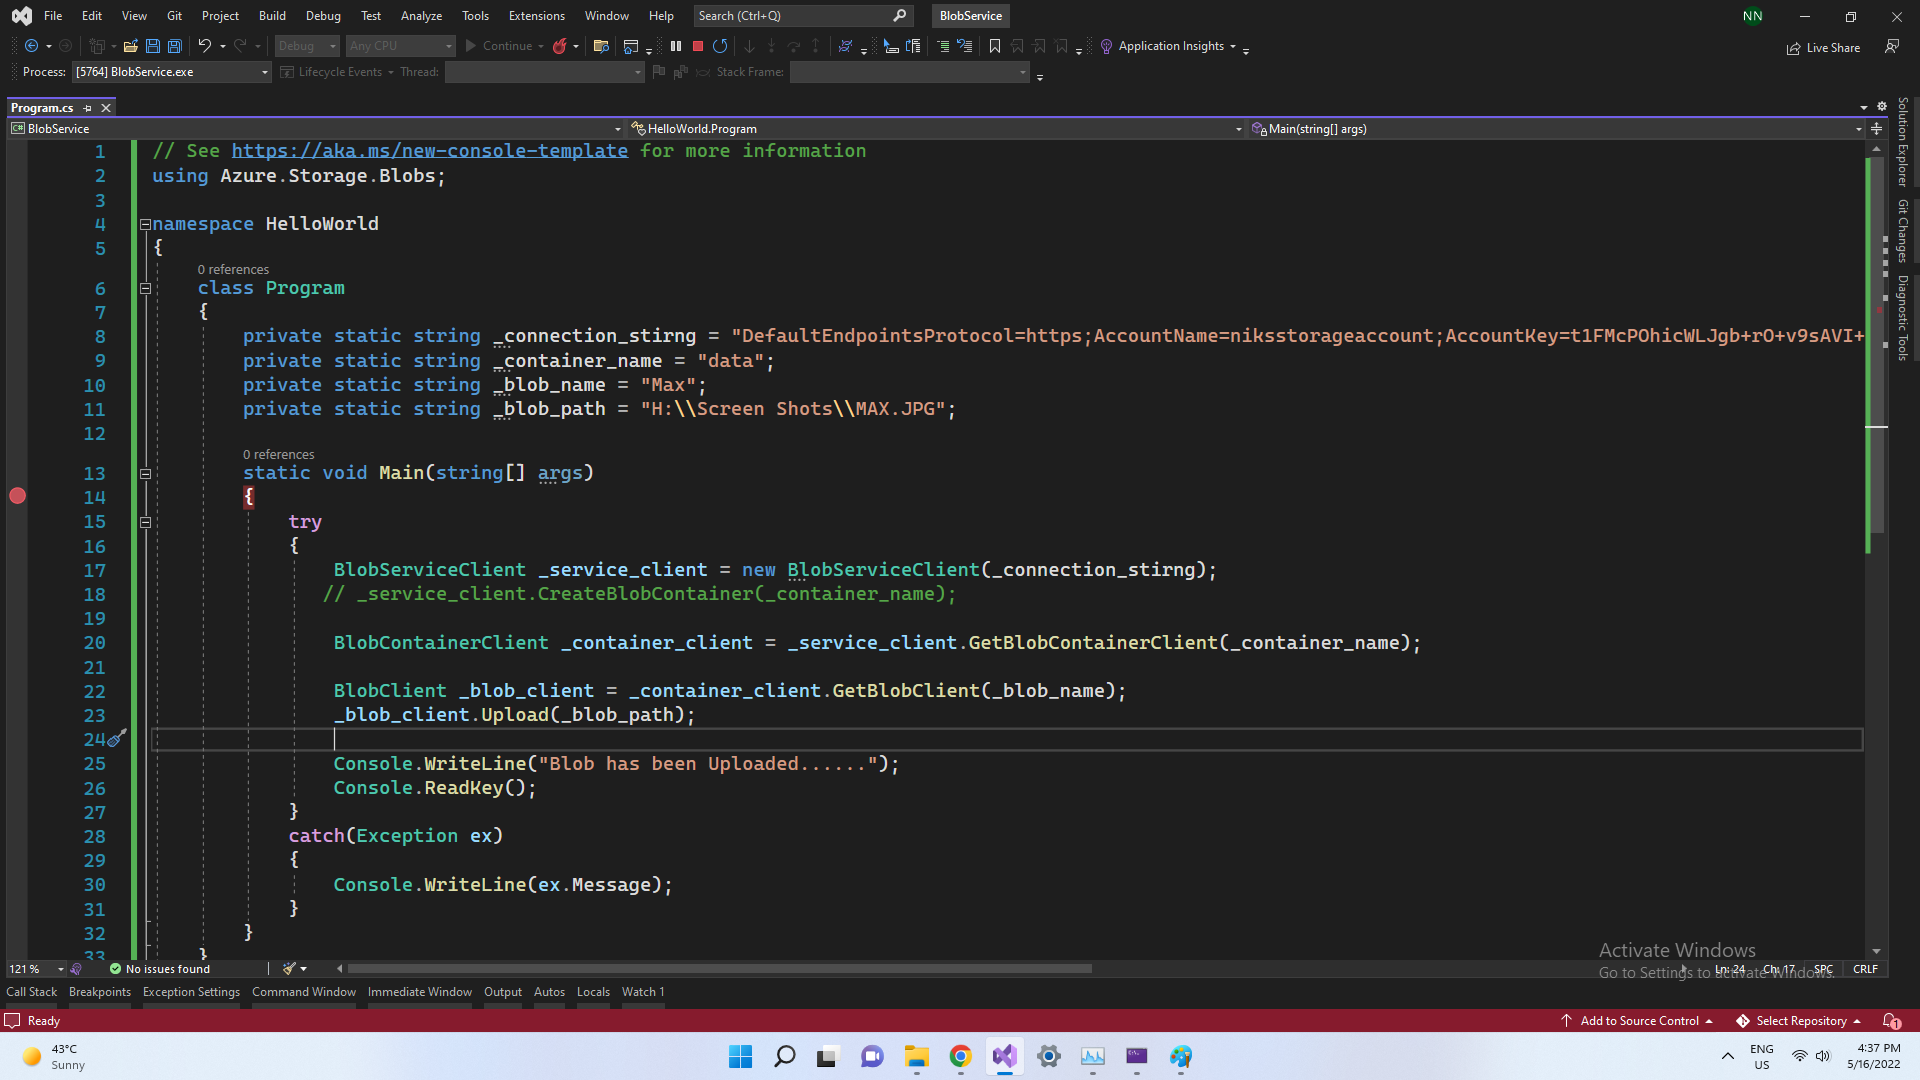 File Edit View Git Project Build Debug Test Analyze Tools Extensions Window Help Search (Ctrl+Q) BlobService NN
Debug Any CPU Continue Application Insights Live Share
Process: [5764] BlobService.exe Lifecycle Events Thread: Stack Frame:
Program.cs
C# BlobService HelloWorld.Program Main(string[] args)
1 // See https://aka.ms/new-console-template for more information
2 using Azure.Storage.Blobs;
3
4 namespace HelloWorld
5 {
0 references
6 class Program
7 {
8 private static string _connection_stirng = "DefaultEndpointsProtocol=https;AccountName=niksstorageaccount;AccountKey=t1FMcPOhicWLJgb+rO+v9sAVI+
9 private static string _container_name = "data";
10 private static string _blob_name = "Max";
11 private static string _blob_path = "H:\\Screen Shots\\MAX.JPG";
12
0 references
13 static void Main(string[] args)
14 {
15 try
16 {
17 BlobServiceClient _service_client = new BlobServiceClient(_connection_stirng);
18 // _service_client.CreateBlobContainer(_container_name);
19
20 BlobContainerClient _container_client = _service_client.GetBlobContainerClient(_container_name);
21
22 BlobClient _blob_client = _container_client.GetBlobClient(_blob_name);
23 _blob_client.Upload(_blob_path);
24
25 Console.WriteLine("Blob has been Uploaded......");
26 Console.ReadKey();
27 }
28 catch(Exception ex)
29 {
30 Console.WriteLine(ex.Message);
31 }
32 }
33 }
Solution Explorer
Git Changes
Diagnostic Tools
Activate Windows
Go to Settings to activate Windows.
121 % No issues found Ln: 24 Ch: 17 SPC CRLF
Call Stack Breakpoints Exception Settings Command Window Immediate Window Output Autos Locals Watch 1
Ready Add to Source Control Select Repository 1
43°C
Sunny
ENG
US
4:37 PM
5/16/2022